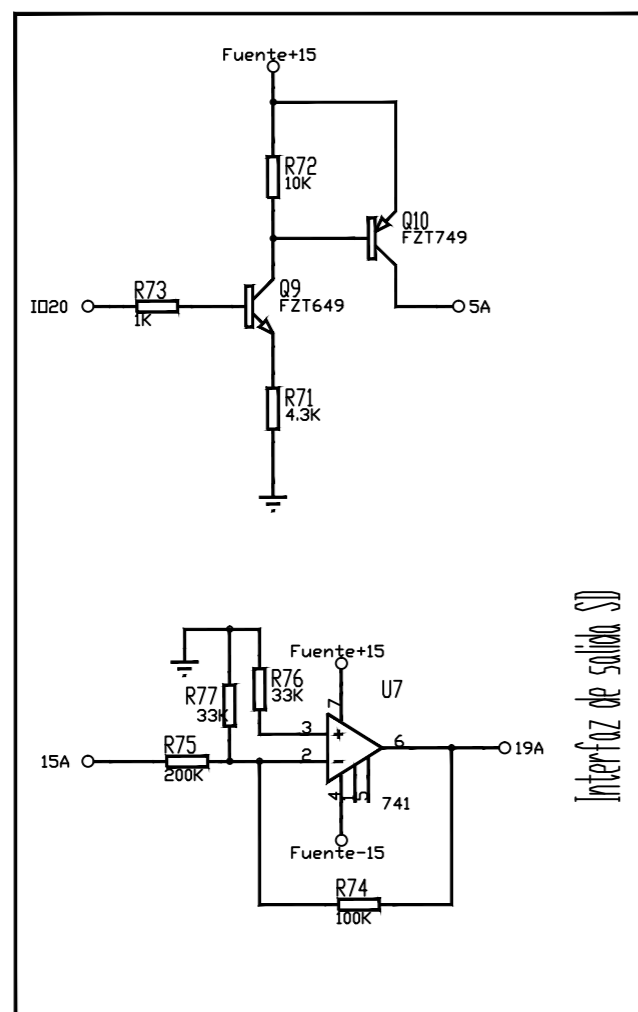 Fuente+15
R72
10K
Q10
FZT749
R73
Q9
IO20
1K
FZT649
5A
R71
4.3K
Interfaz de salida SD
Fuente+15
R76
33K
U7
R77
33K
7
3
+
R75
2
-
6
15A
200K
19A
4
1
5
741
Fuente-15
R74
100K